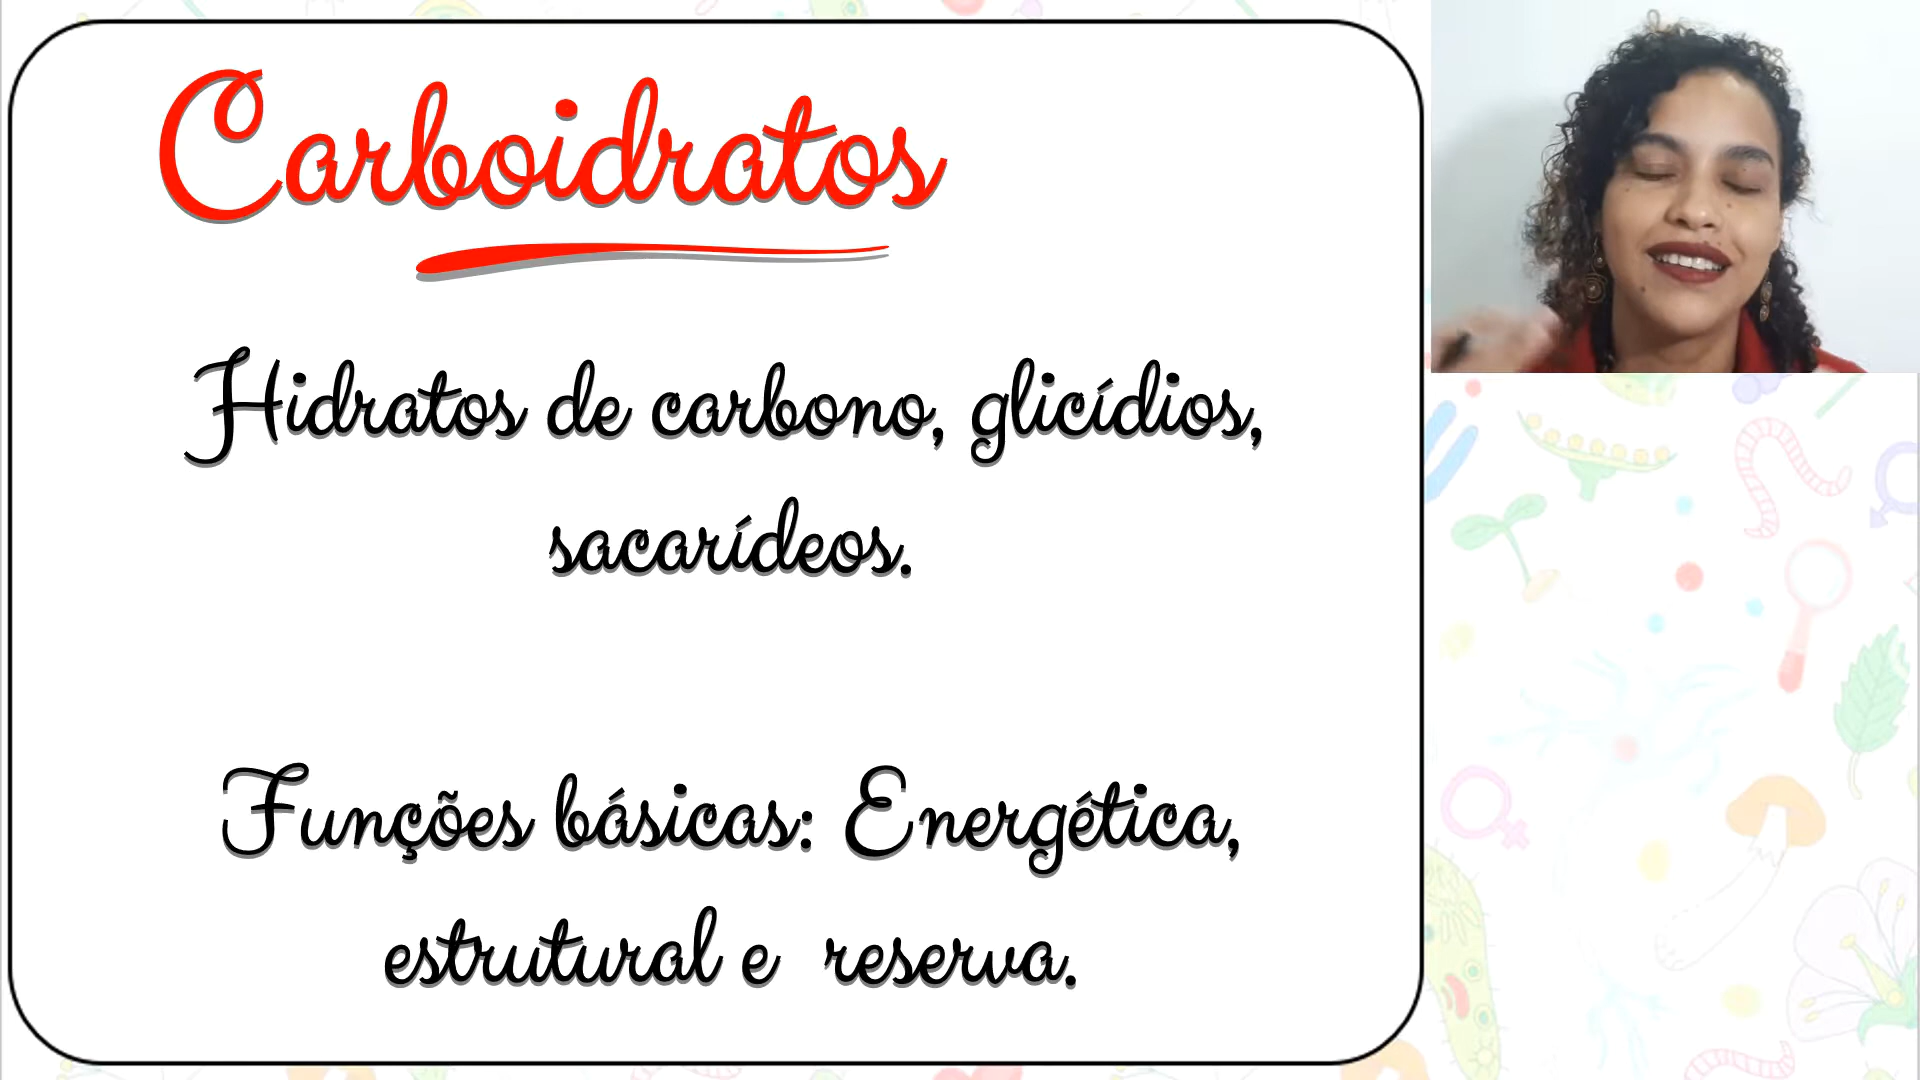 Carboidratos
Hidratos de carbono, glicídios,
sacarídeos.
Funções básicas: Energética,
estrutural e reserva.